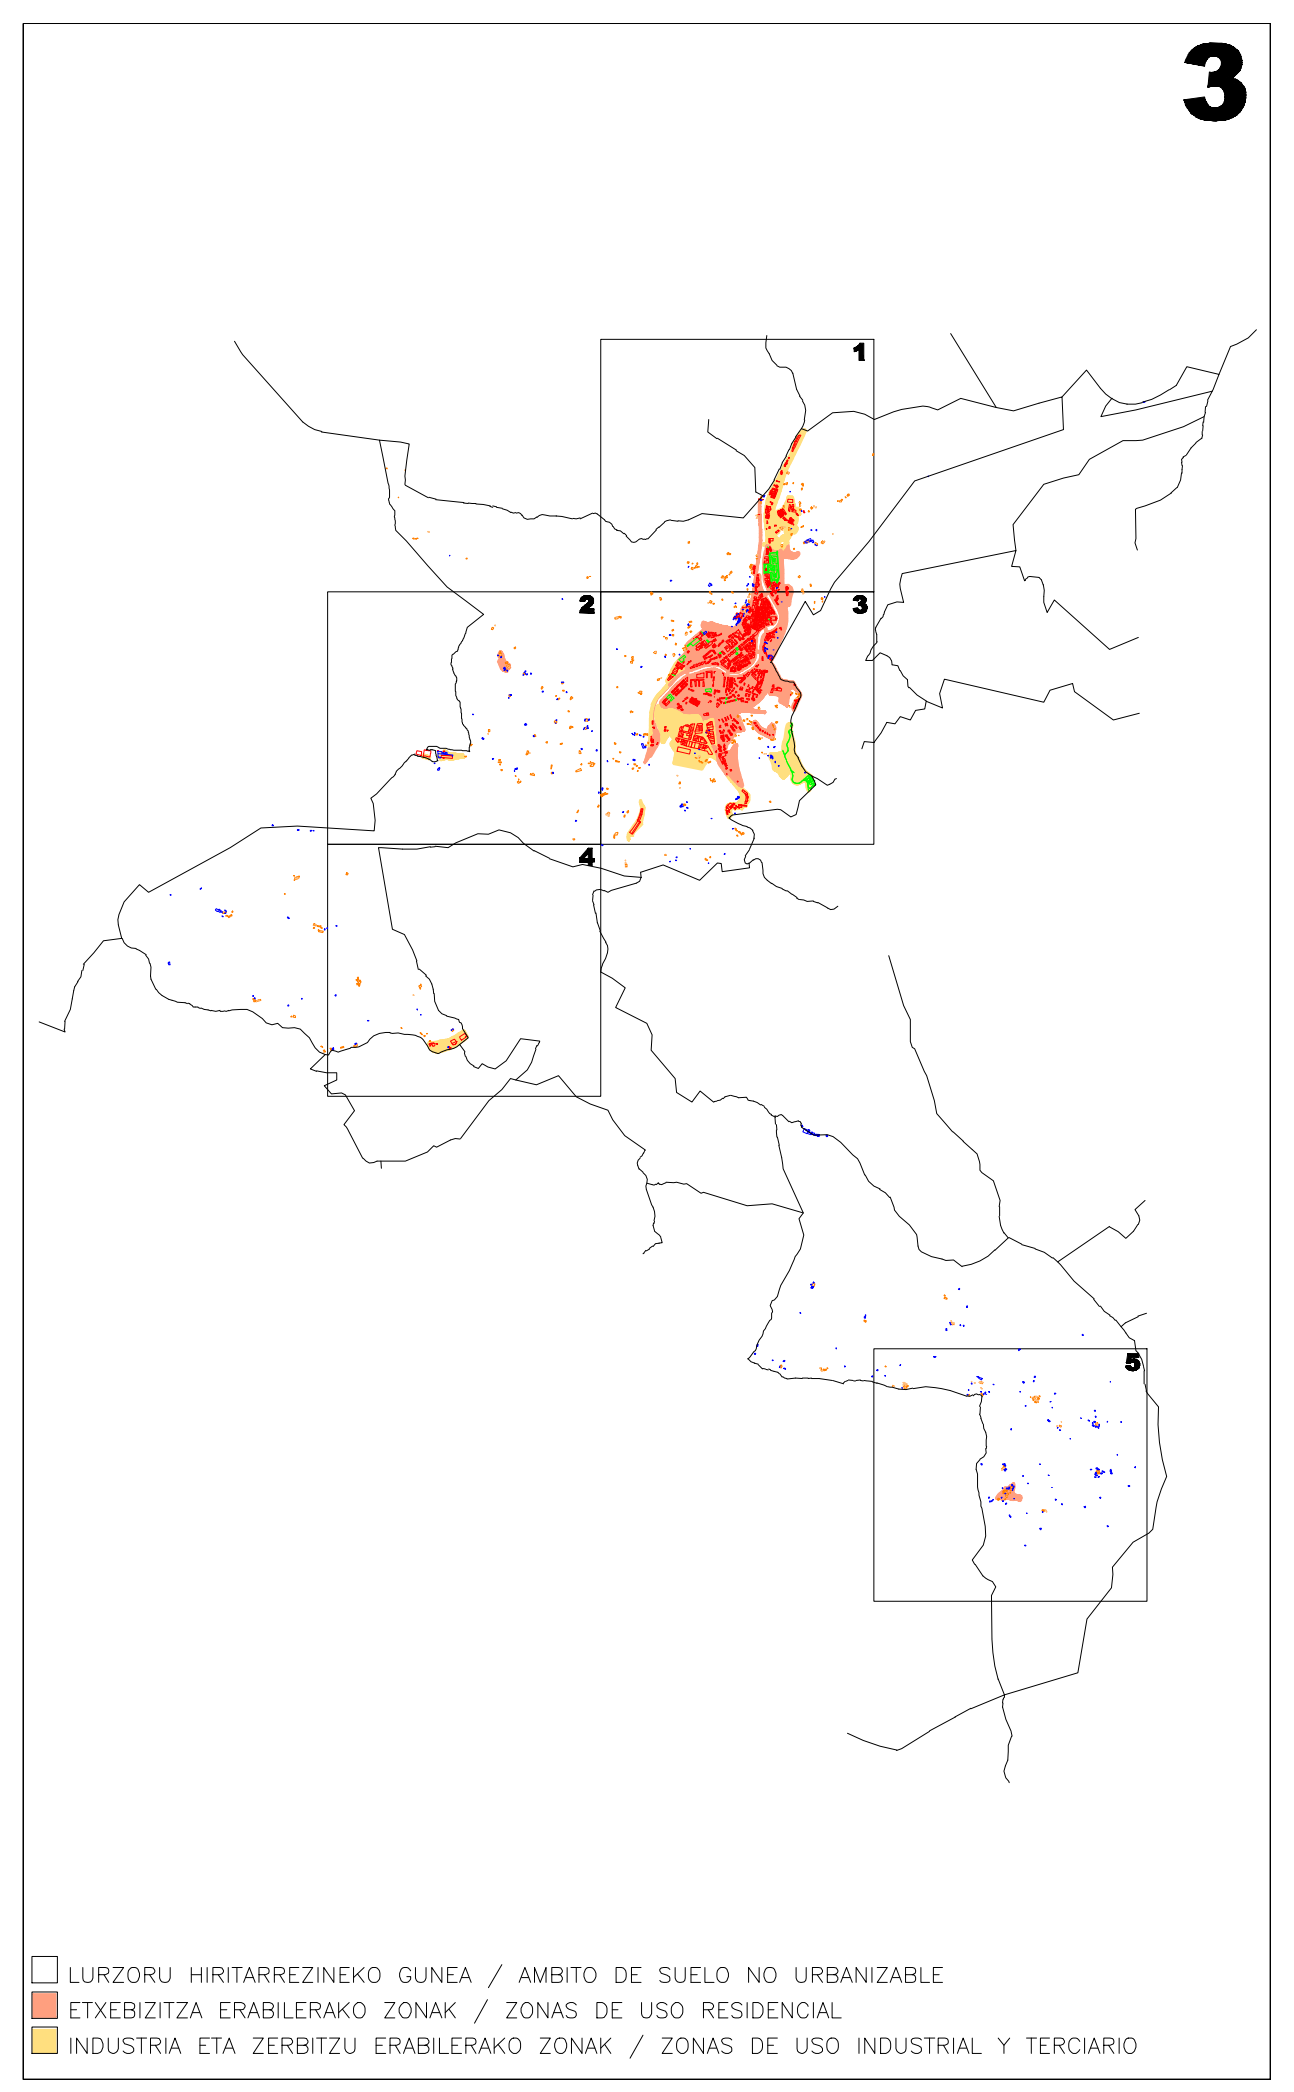 3
1
2
3
4
5
LURZORU HIRITARREZINEKO GUNEA / AMBITO DE SUELO NO URBANIZABLE
ETXEBIZITZA ERABILERAKO ZONAK / ZONAS DE USO RESIDENCIAL
INDUSTRIA ETA ZERBITZU ERABILERAKO ZONAK / ZONAS DE USO INDUSTRIAL Y TERCIARIO